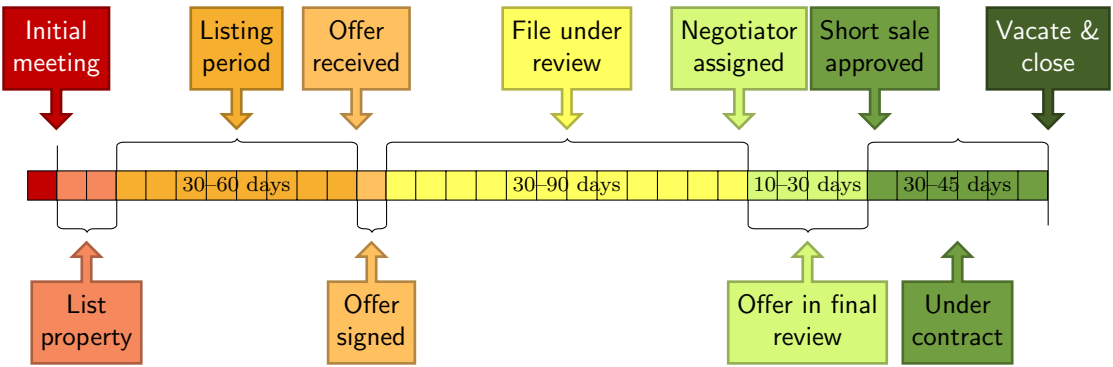 Initial
meeting
Listing
period
Offer
received
File under
review
Negotiator
assigned
Short sale
approved
Vacate &
close
30–60 days
30–90 days
10–30 days
30–45 days
List
property
Offer
signed
Offer in final
review
Under
contract